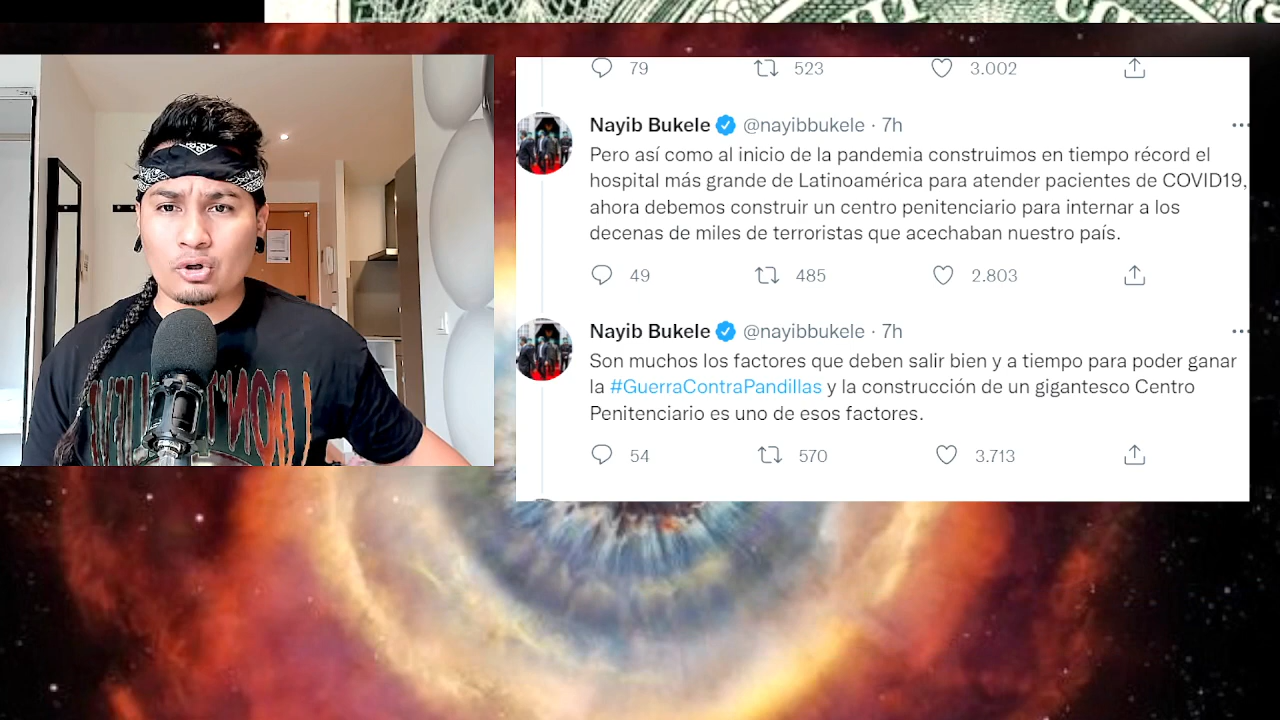 79 523 3.002
Nayib Bukele @nayibbukele · 7h
Pero así como al inicio de la pandemia construimos en tiempo récord el
hospital más grande de Latinoamérica para atender pacientes de COVID19,
ahora debemos construir un centro penitenciario para internar a los
decenas de miles de terroristas que acechaban nuestro país.
49 485 2.803
Nayib Bukele @nayibbukele · 7h
Son muchos los factores que deben salir bien y a tiempo para poder ganar
la #GuerraContraPandillas y la construcción de un gigantesco Centro
Penitenciario es uno de esos factores.
54 570 3.713